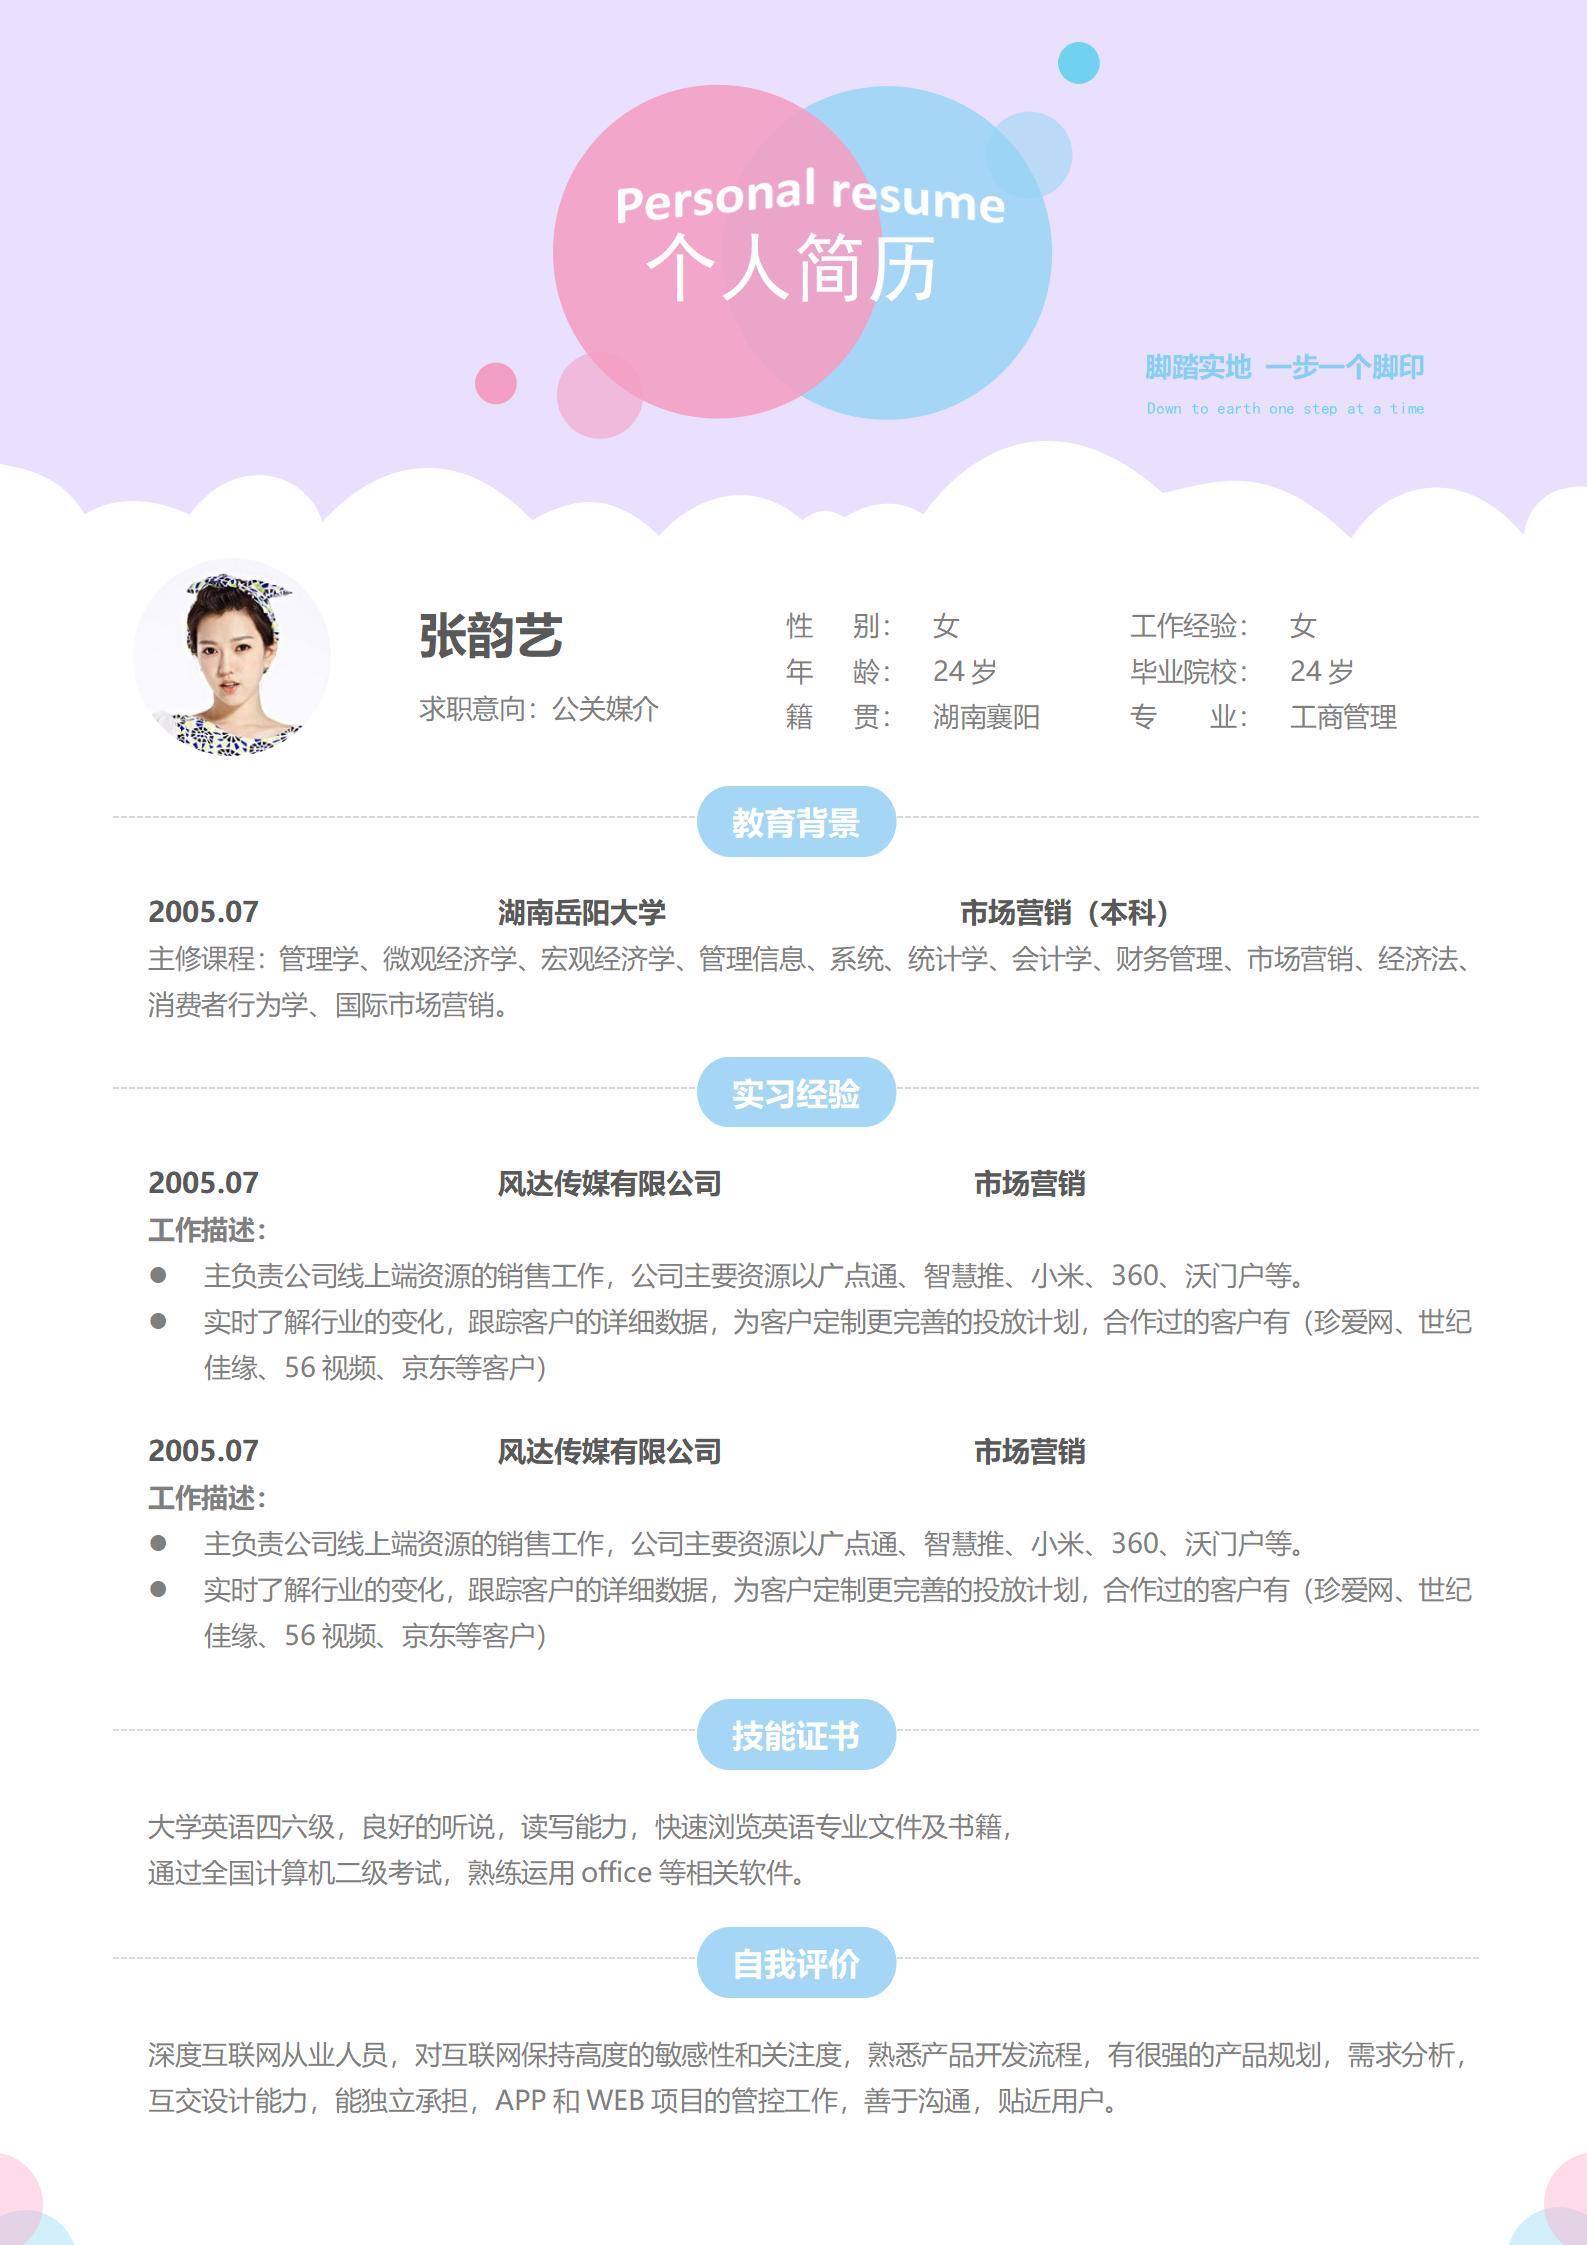 Personal resume
个人简历
脚踏实地 一步一个脚印
Down to earth one step at a time
张韵艺
求职意向：公关媒介
性 别： 女 工作经验： 女
年 龄： 24 岁 毕业院校： 24 岁
籍 贯： 湖南襄阳 专 业： 工商管理
教育背景
2005.07 湖南岳阳大学 市场营销（本科）
主修课程：管理学、微观经济学、宏观经济学、管理信息、系统、统计学、会计学、财务管理、市场营销、经济法、
消费者行为学、国际市场营销。
实习经验
2005.07 风达传媒有限公司 市场营销
工作描述：
● 主负责公司线上端资源的销售工作，公司主要资源以广点通、智慧推、小米、360、沃门户等。
● 实时了解行业的变化，跟踪客户的详细数据，为客户定制更完善的投放计划，合作过的客户有（珍爱网、世纪
佳缘、56 视频、京东等客户）
2005.07 风达传媒有限公司 市场营销
工作描述：
● 主负责公司线上端资源的销售工作，公司主要资源以广点通、智慧推、小米、360、沃门户等。
● 实时了解行业的变化，跟踪客户的详细数据，为客户定制更完善的投放计划，合作过的客户有（珍爱网、世纪
佳缘、56 视频、京东等客户）
技能证书
大学英语四六级，良好的听说，读写能力，快速浏览英语专业文件及书籍，
通过全国计算机二级考试，熟练运用 office 等相关软件。
自我评价
深度互联网从业人员，对互联网保持高度的敏感性和关注度，熟悉产品开发流程，有很强的产品规划，需求分析，
互交设计能力，能独立承担，APP 和 WEB 项目的管控工作，善于沟通，贴近用户。